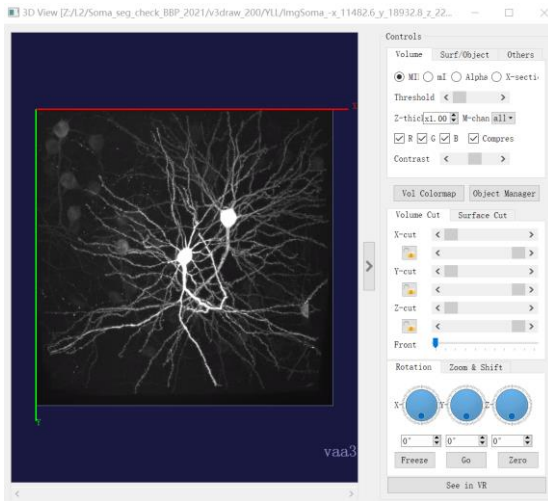 3D View [Z:/L2/Soma_seg_check_BBP_2021/v3draw_200/YLL/ImgSoma_-x_11482.6_y_18932.8_z_22...
Controls
Volume Surf/Object Others
MI mI Alpha X-secti
Threshold
Z-thicl x1.00 M-chan all
R G B Compres
Contrast
Vol Colormap Object Manager
Volume Cut Surface Cut
X-cut
Y-cut
Z-cut
Front
Rotation Zoom & Shift
X- Y- Z-
0° 0° 0°
Freeze Go Zero
See in VR
X
Y
vaa3